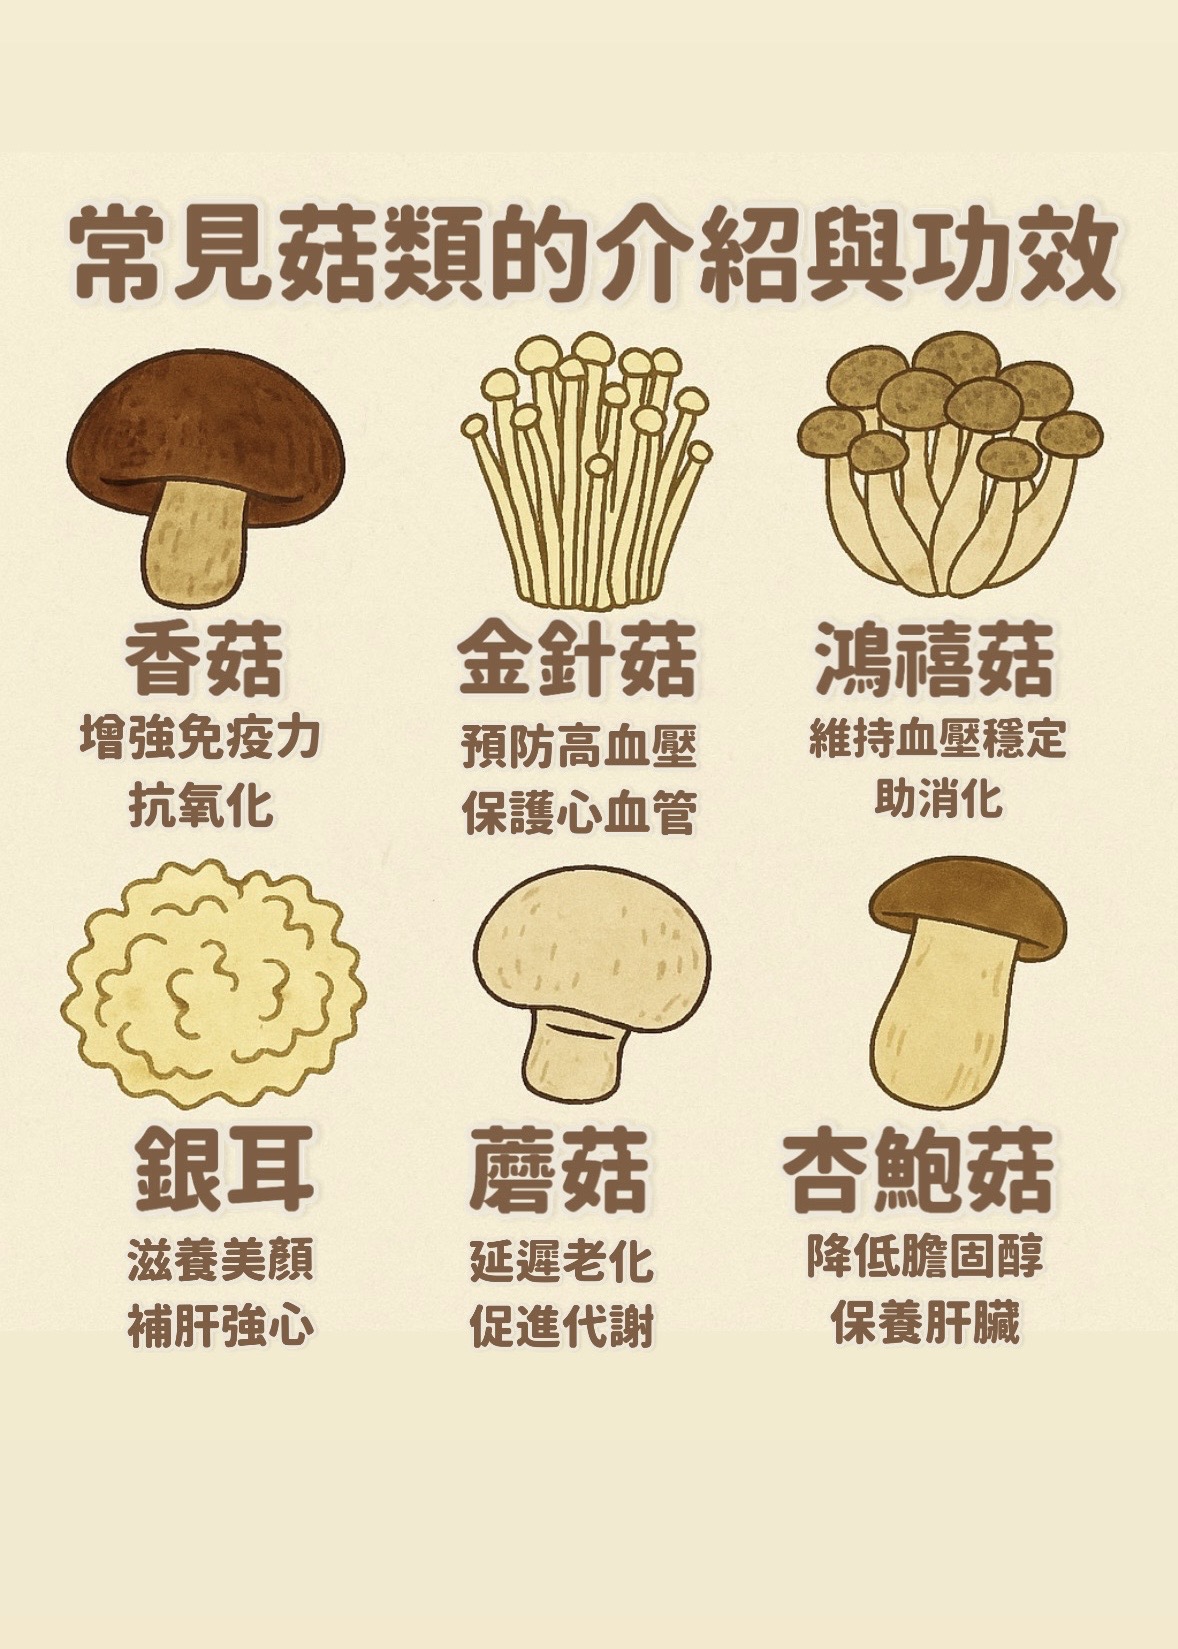 常見菇類的介紹與功效
香菇
增強免疫力
抗氧化
金針菇
預防高血壓
保護心血管
鴻禧菇
維持血壓穩定
助消化
銀耳
滋養美顏
補肝強心
蘑菇
延遲老化
促進代謝
杏鮑菇
降低膽固醇
保養肝臟